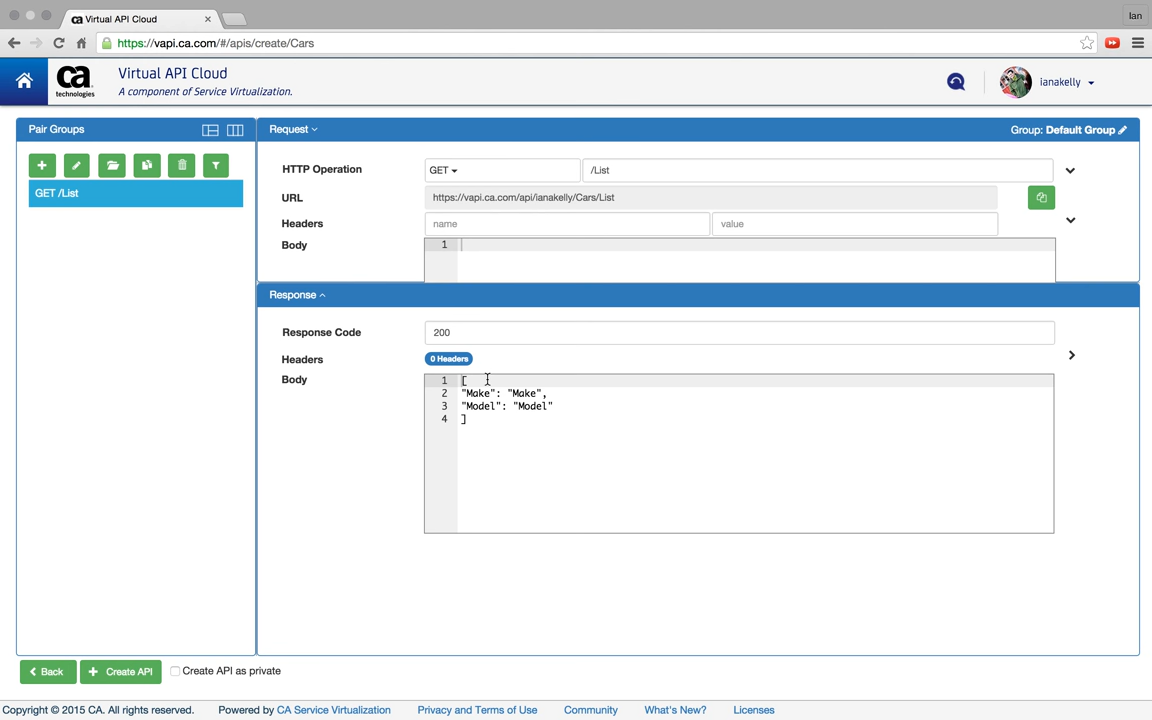 Virtual API Cloud
Ian
https://vapi.ca.com/#/apis/create/Cars
ca
technologies
Virtual API Cloud
A component of Service Virtualization.
ianakelly
Pair Groups
Request
Group: Default Group
HTTP Operation
GET
/List
GET /List
URL
https://vapi.ca.com/api/ianakelly/Cars/List
Headers
name
value
Body
1
Response
Response Code
200
Headers
0 Headers
Body
1 [
2 "Make": "Make",
3 "Model": "Model"
4 ]
Back
Create API
Create API as private
Copyright © 2015 CA. All rights reserved. Powered by CA Service Virtualization Privacy and Terms of Use Community What's New? Licenses